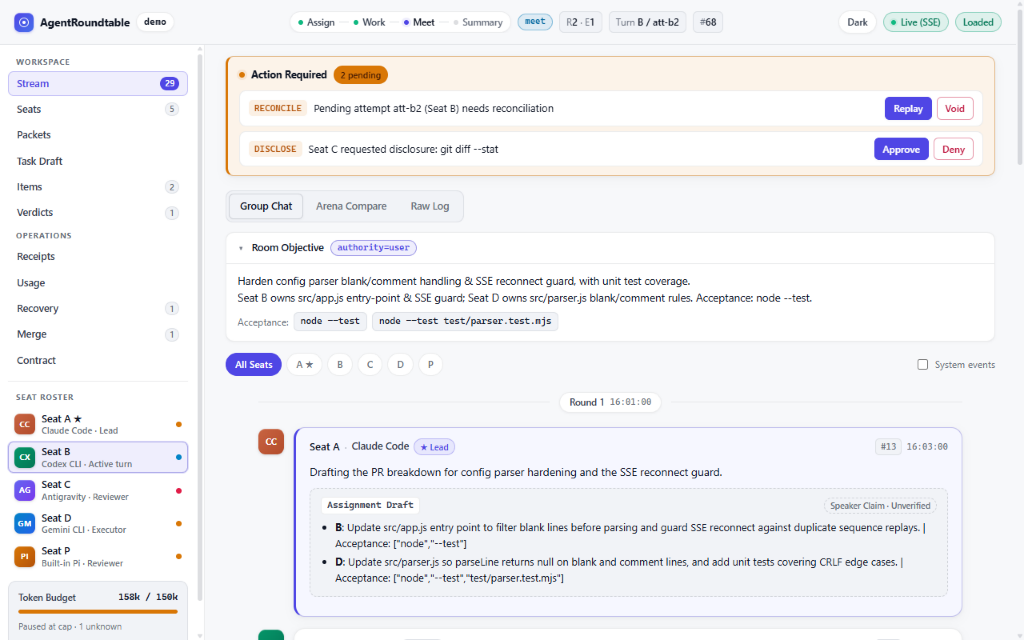 AgentRoundtable demo
Assign Work Meet Summary meet R2 · E1 Turn B / att-b2 #68 Dark Live (SSE) Loaded
WORKSPACE
Stream 29
Seats 5
Packets
Task Draft
Items 2
Verdicts 1
OPERATIONS
Receipts
Usage
Recovery 1
Merge 1
Contract
SEAT ROSTER
CC Seat A ★
Claude Code · Lead
CX Seat B
Codex CLI · Active turn
AG Seat C
Antigravity · Reviewer
GM Seat D
Gemini CLI · Executor
PI Seat P
Built-in Pi · Reviewer
Token Budget 158k / 150k
Paused at cap · 1 unknown
Action Required 2 pending
RECONCILE Pending attempt att-b2 (Seat B) needs reconciliation Replay Void
DISCLOSE Seat C requested disclosure: git diff --stat Approve Deny
Group Chat Arena Compare Raw Log
Room Objective authority=user
Harden config parser blank/comment handling & SSE reconnect guard, with unit test coverage.
Seat B owns src/app.js entry-point & SSE guard; Seat D owns src/parser.js blank/comment rules. Acceptance: node --test.
Acceptance: node --test node --test test/parser.test.mjs
All Seats A ★ B C D P System events
Round 1 16:01:00
CC Seat A · Claude Code ★ Lead #13 16:03:00
Drafting the PR breakdown for config parser hardening and the SSE reconnect guard.
Assignment Draft Speaker Claim · Unverified
• B: Update src/app.js entry point to filter blank lines before parsing and guard SSE reconnect against duplicate sequence replays. |
Acceptance: ["node","--test"]
• D: Update src/parser.js so parseLine returns null on blank and comment lines, and add unit tests covering CRLF edge cases. |
Acceptance: ["node","--test","test/parser.test.mjs"]